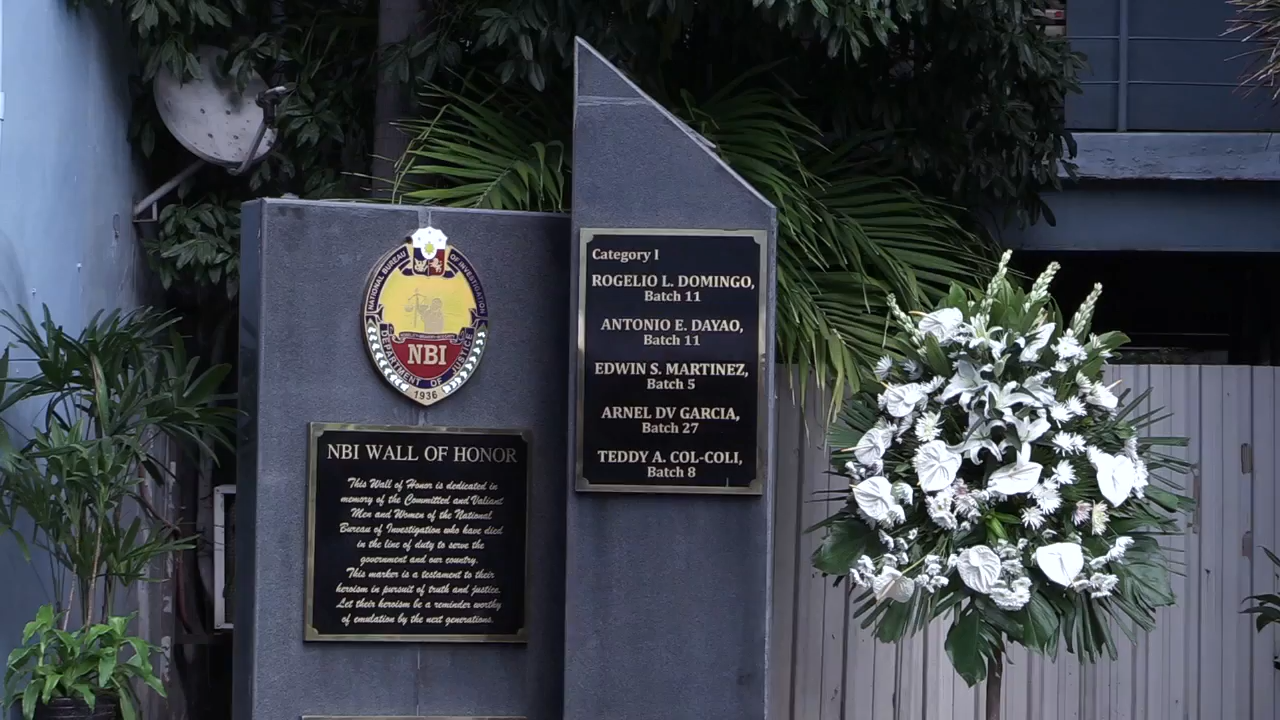 NATIONAL BUREAU OF INVESTIGATION
NBI
DEPARTMENT OF JUSTICE
1936
NBI WALL OF HONOR
This Wall of Honor is dedicated in
memory of the Committed and Valiant
Men and Women of the National
Bureau of Investigation who have died
in the line of duty to serve the
government and our country.
This marker is a testament to their
heroism in pursuit of truth and justice.
Let their heroism be a reminder worthy
of emulation by the next generations.
Category I
ROGELIO L. DOMINGO,
Batch 11
ANTONIO E. DAYAO,
Batch 11
EDWIN S. MARTINEZ,
Batch 5
ARNEL DV GARCIA,
Batch 27
TEDDY A. COL-COLI,
Batch 8